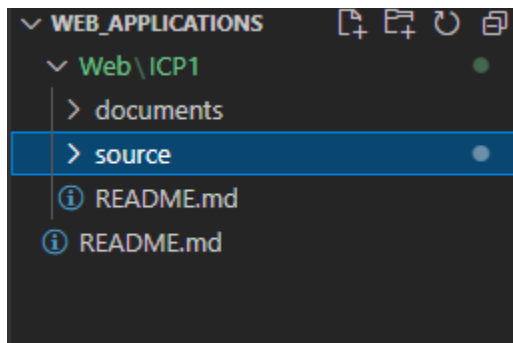 WEB_APPLICATIONS
Web\ICP1
documents
source
README.md
README.md